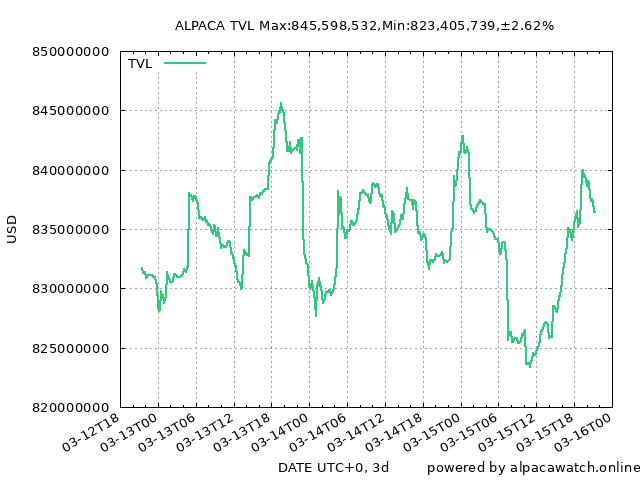 ALPACA TVL Max:845,598,532,Min:823,405,739,±2.62%
850000000
845000000
840000000
835000000
830000000
825000000
820000000
USD
TVL
03-12T18
03-13T00
03-13T06
03-13T12
03-13T18
03-14T00
03-14T06
03-14T12
03-14T18
03-15T00
03-15T06
03-15T12
03-15T18
03-16T00
DATE UTC+0, 3d
powered by alpacawatch.online